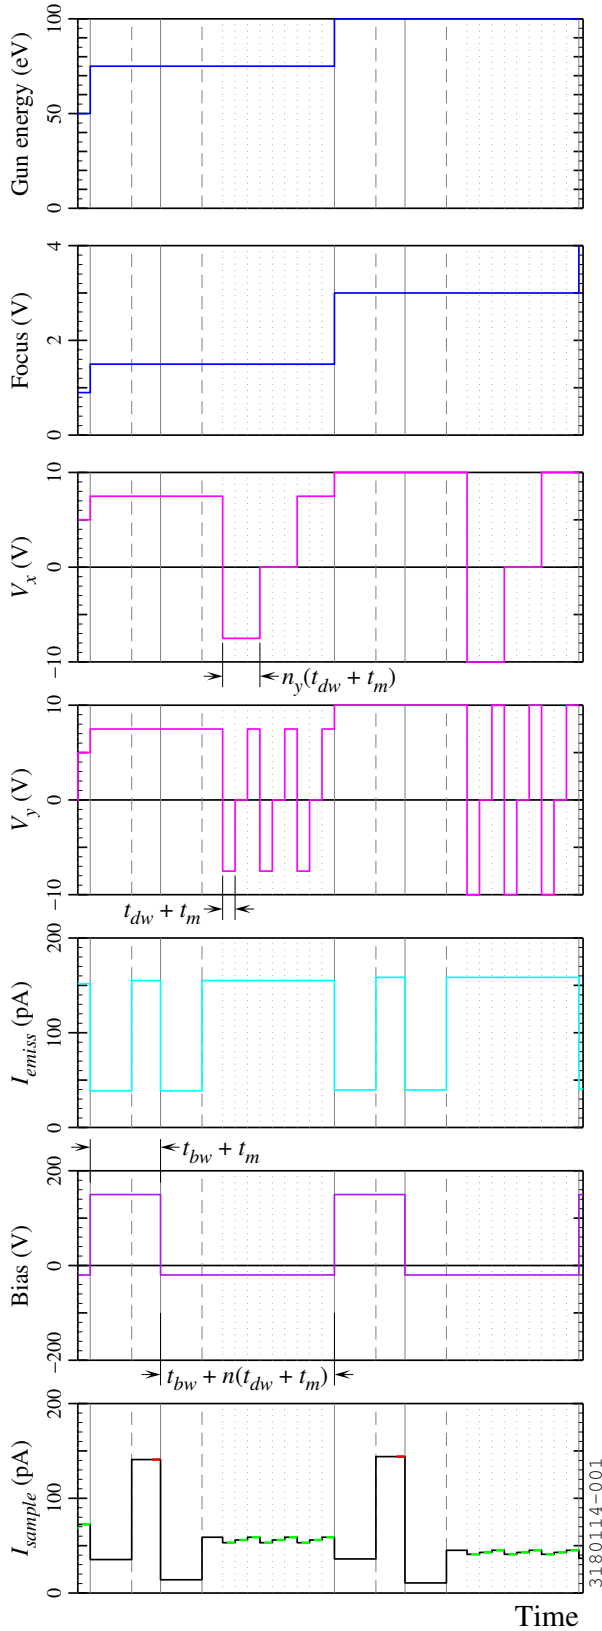 Gun energy (eV)
100
50
0
Focus (V)
4
2
0
V_x (V)
10
0
−10
n_y(t_dw + t_m)
V_y (V)
10
0
−10
t_dw + t_m
I_emiss (pA)
200
100
0
t_bw + t_m
Bias (V)
200
0
−200
t_bw + n(t_dw + t_m)
I_sample (pA)
200
100
0
Time
3180114-001